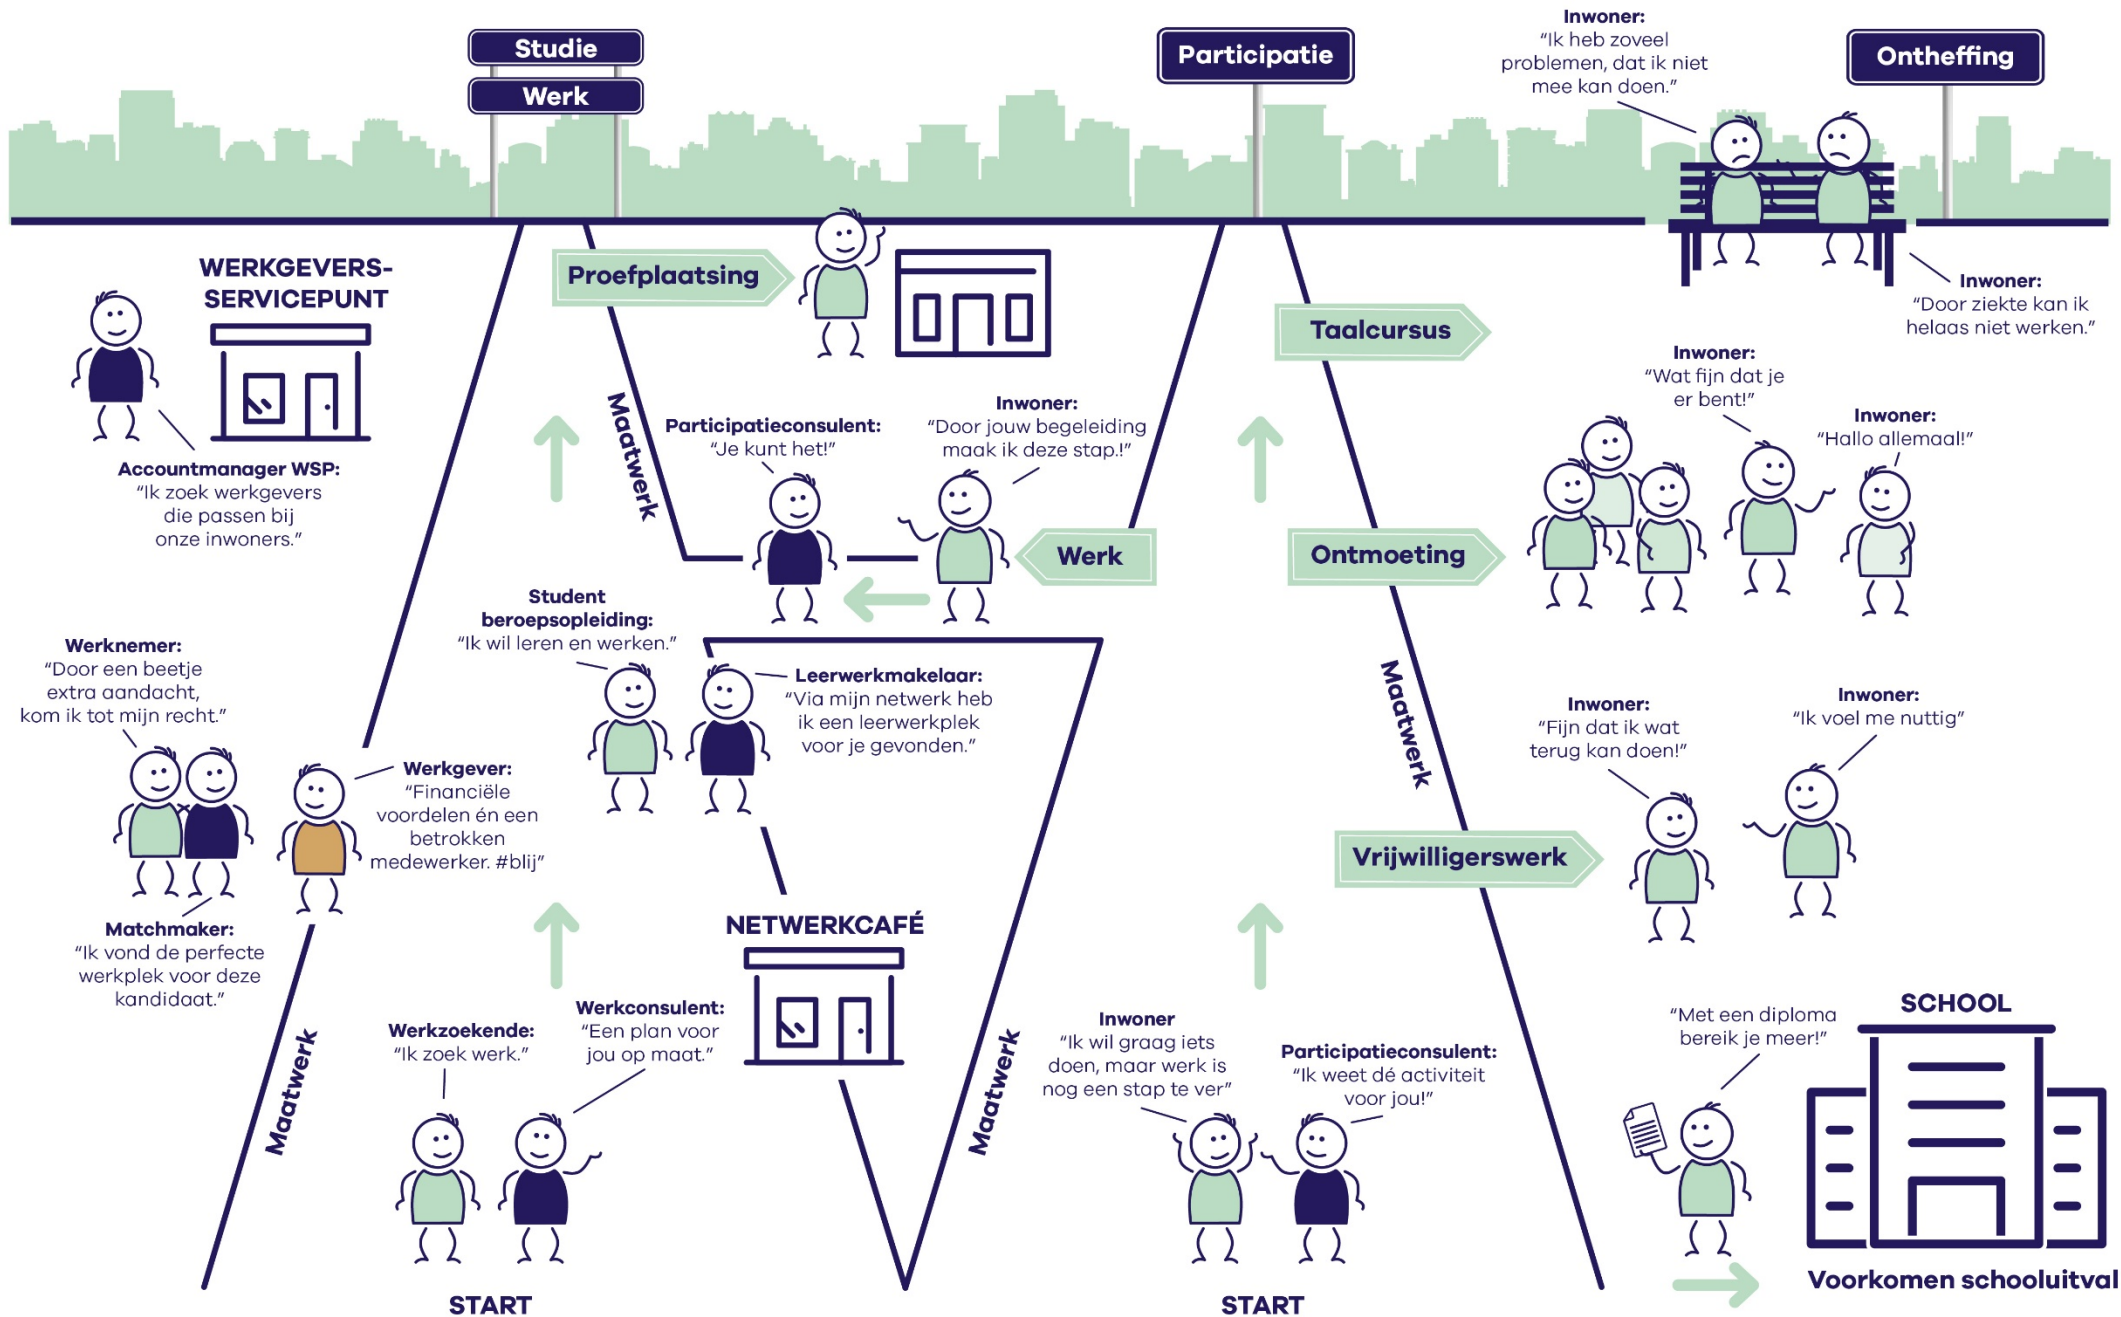 Studie
Werk
Participatie
Inwoner:
“Ik heb zoveel
problemen, dat ik niet
mee kan doen.”
Ontheffing
Inwoner:
“Door ziekte kan ik
helaas niet werken.”
WERKGEVERS-
SERVICEPUNT
Accountmanager WSP:
“Ik zoek werkgevers
die passen bij
onze inwoners.”
Proefplaatsing
Maatwerk
Participatieconsulent:
“Je kunt het!”
Inwoner:
“Door jouw begeleiding
maak ik deze stap.!”
Werk
Taalcursus
Inwoner:
“Wat fijn dat je
er bent!”
Inwoner:
“Hallo allemaal!”
Ontmoeting
Student
beroepsopleiding:
“Ik wil leren en werken.”
Leerwerkmakelaar:
“Via mijn netwerk heb
ik een leerwerkplek
voor je gevonden.”
Werknemer:
“Door een beetje
extra aandacht,
kom ik tot mijn recht.”
Werkgever:
“Financiële
voordelen én een
betrokken
medewerker. #blij”
Matchmaker:
“Ik vond de perfecte
werkplek voor deze
kandidaat.”
Maatwerk
Inwoner:
“Fijn dat ik wat
terug kan doen!”
Inwoner:
“Ik voel me nuttig”
Vrijwilligerswerk
NETWERKCAFÉ
Maatwerk
Werkzoekende:
“Ik zoek werk.”
Werkconsulent:
“Een plan voor
jou op maat.”
Maatwerk
Inwoner
“Ik wil graag iets
doen, maar werk is
nog een stap te ver”
Participatieconsulent:
“Ik weet dé activiteit
voor jou!”
“Met een diploma
bereik je meer!”
SCHOOL
Voorkomen schooluitval
START
START